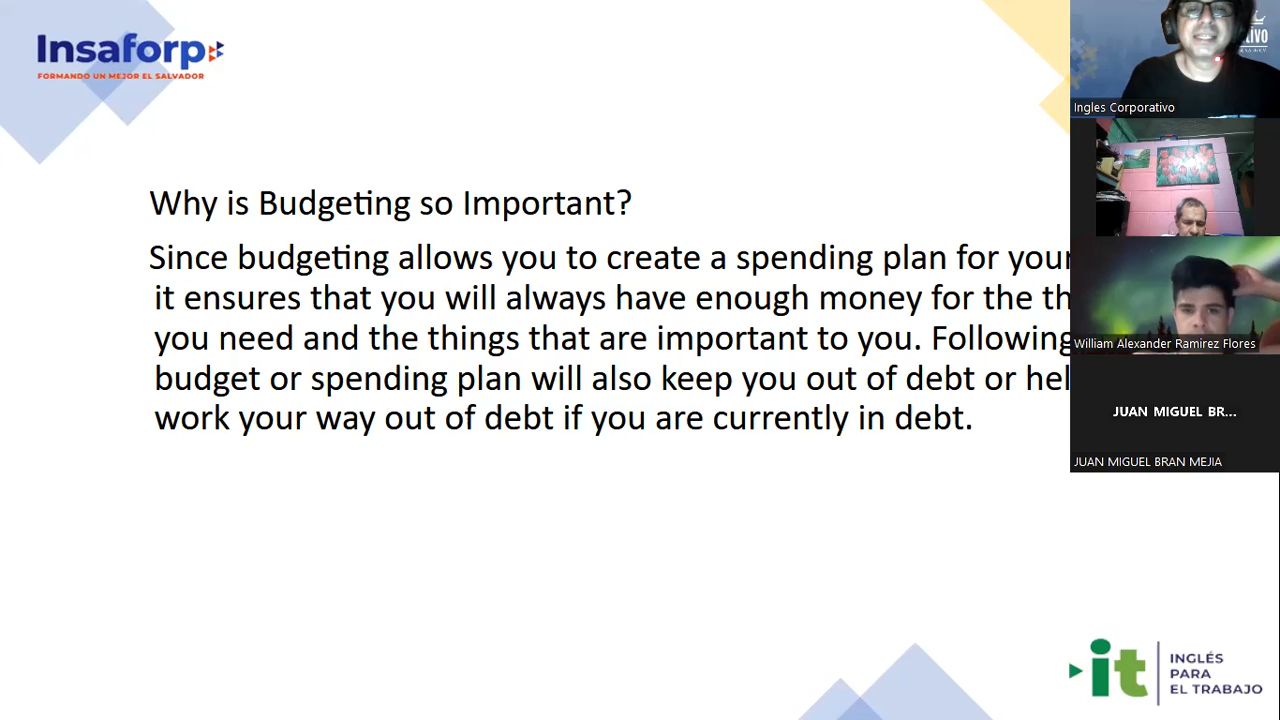 Insaforp
FORMANDO UN MEJOR EL SALVADOR
Why is Budgeting so Important?
Since budgeting allows you to create a spending plan for your
it ensures that you will always have enough money for the th
you need and the things that are important to you. Following
budget or spending plan will also keep you out of debt or hel
work your way out of debt if you are currently in debt.
Ingles Corporativo
William Alexander Ramirez Flores
JUAN MIGUEL BR...
JUAN MIGUEL BRAN MEJIA
it
INGLÉS
PARA
EL TRABAJO